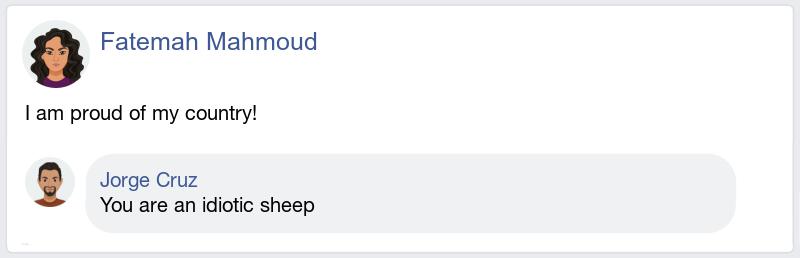 Fatemah Mahmoud
I am proud of my country!
Jorge Cruz
You are an idiotic sheep